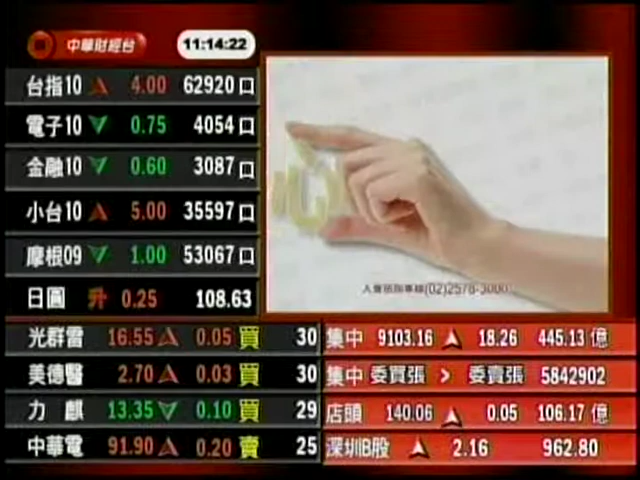 中華財經台 11:14:22
台指10 4.00 62920口
電子10 0.75 4054口
金融10 0.60 3087口
小台10 5.00 35597口
摩根09 1.00 53067口
日圓 升 0.25 108.63
心
(02)2578-3000
光群雷 16.55 0.05 買 30
美德醫 2.70 0.03 買 30
力麒 13.35 0.10 買 29
中華電 91.90 0.20 賣 25
集中 9103.16 18.26 445.13 億
集中 委買張 > 委賣張 5842902
店頭 140.06 0.05 106.17 億
深圳B股 2.16 962.80